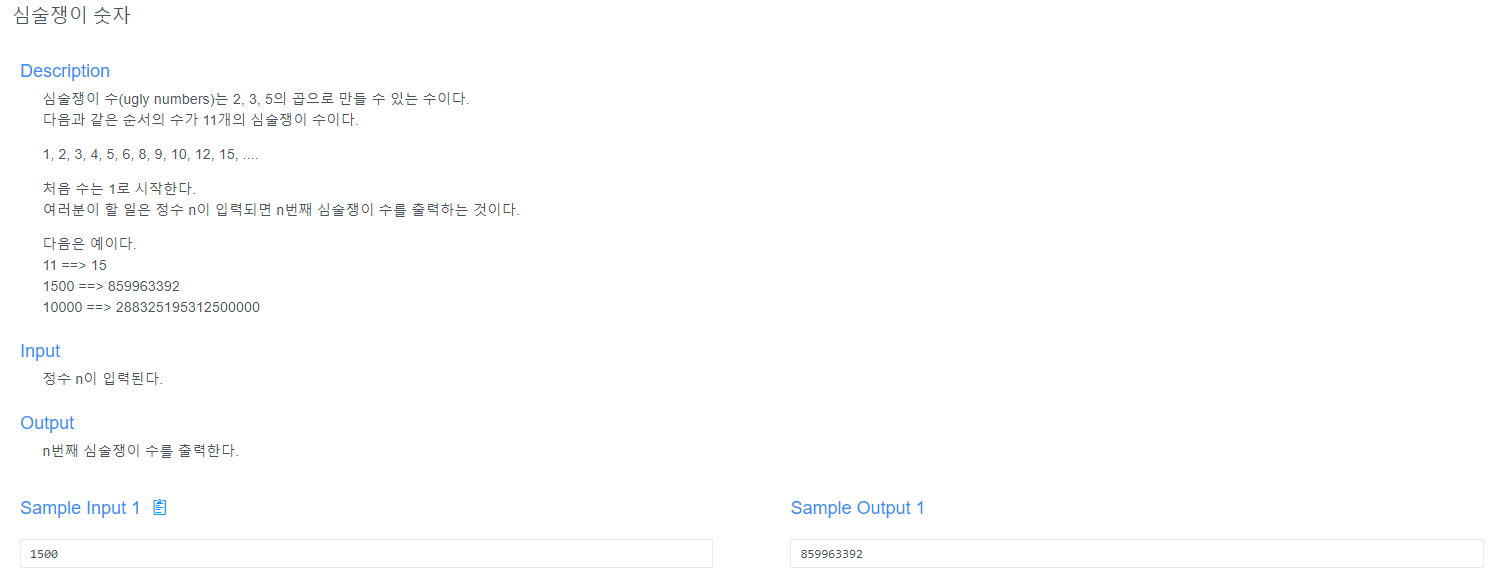 심술쟁이 숫자
Description
심술쟁이 수(ugly numbers)는 2, 3, 5의 곱으로 만들 수 있는 수이다.
다음과 같은 순서의 수가 11개의 심술쟁이 수이다.
1, 2, 3, 4, 5, 6, 8, 9, 10, 12, 15, ....
처음 수는 1로 시작한다.
여러분이 할 일은 정수 n이 입력되면 n번째 심술쟁이 수를 출력하는 것이다.
다음은 예이다.
11 ==> 15
1500 ==> 859963392
10000 ==> 288325195312500000
Input
정수 n이 입력된다.
Output
n번째 심술쟁이 수를 출력한다.
Sample Input 1
1500
Sample Output 1
859963392